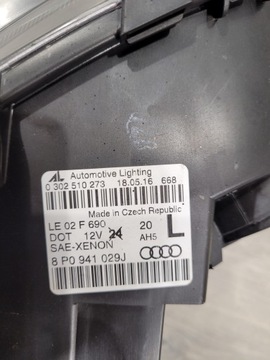 AL Automotive Lighting
0 302 510 273 18.05.16 668
Made in Czech Republic
LE 02 F 690 20 L
DOT 12V 24 AH5
SAE-XENON
8 P0 941 029J